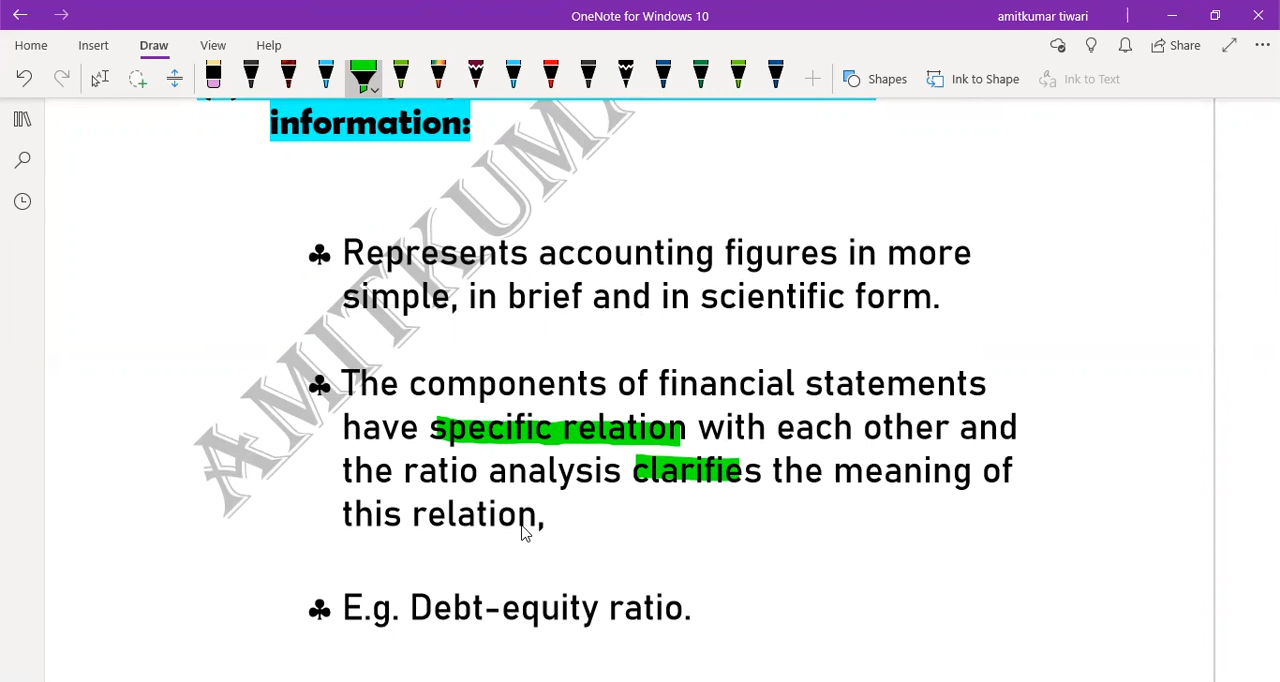 OneNote for Windows 10
amitkumar tiwari
Home Insert Draw View Help
Share
Shapes Ink to Shape Ink to Text
information:
♣ Represents accounting figures in more
simple, in brief and in scientific form.
♣ The components of financial statements
have specific relation with each other and
the ratio analysis clarifies the meaning of
this relation,
♣ E.g. Debt-equity ratio.
AMITKUMA